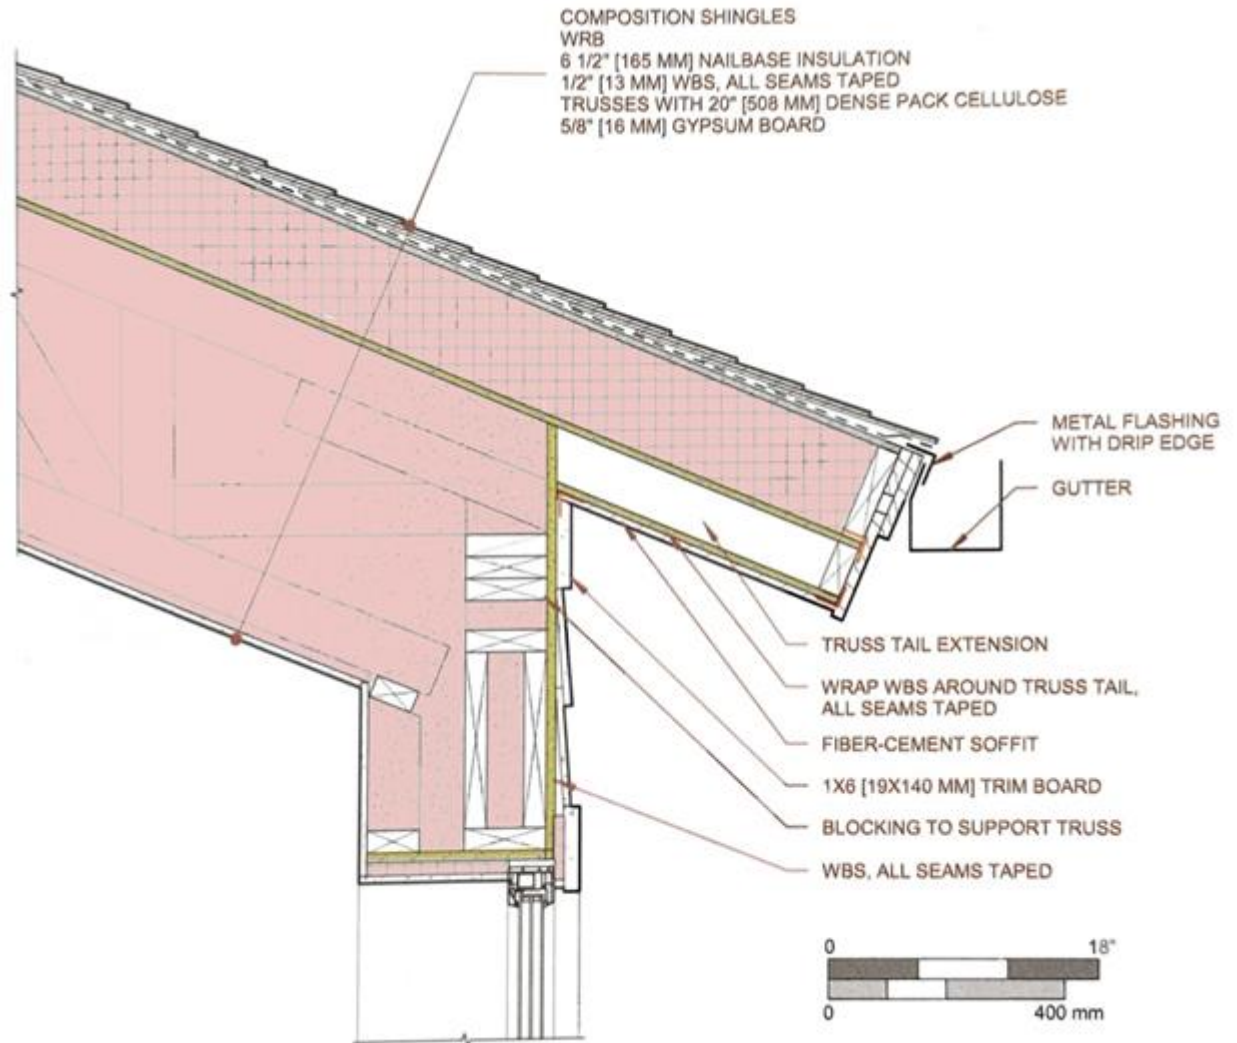 COMPOSITION SHINGLES
WRB
6 1/2" [165 MM] NAILBASE INSULATION
1/2" [13 MM] WBS, ALL SEAMS TAPED
TRUSSES WITH 20" [508 MM] DENSE PACK CELLULOSE
5/8" [16 MM] GYPSUM BOARD
METAL FLASHING
WITH DRIP EDGE
GUTTER
TRUSS TAIL EXTENSION
WRAP WBS AROUND TRUSS TAIL,
ALL SEAMS TAPED
FIBER-CEMENT SOFFIT
1X6 [19X140 MM] TRIM BOARD
BLOCKING TO SUPPORT TRUSS
WBS, ALL SEAMS TAPED
0 18"
0 400 mm